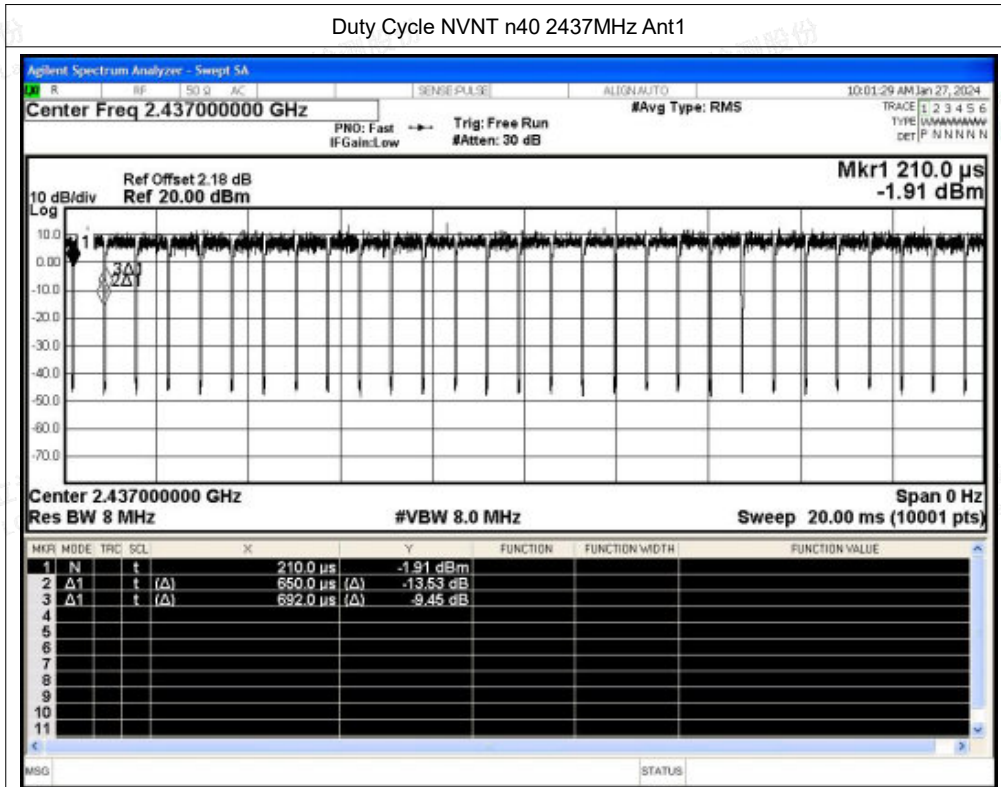 Duty Cycle NVNT n40 2437MHz Ant1
Agilent Spectrum Analyzer - Swept SA
R RF 50 Ω AC SENSE:PULSE ALIGNAUTO 10:01:29 AM Jan 27, 2024
Center Freq 2.437000000 GHz #Avg Type: RMS TRACE 1 2 3 4 5 6
PNO: Fast Trig: Free Run TYPE
IFGain:Low #Atten: 30 dB DET P N N N N N
Mkr1 210.0 µs
Ref Offset 2.18 dB
10 dB/div Ref 20.00 dBm -1.91 dBm
Log
10.0
1
0.00
3Δ1
2Δ1
-10.0
-20.0
-30.0
-40.0
-50.0
-60.0
-70.0
Center 2.437000000 GHz Span 0 Hz
Res BW 8 MHz #VBW 8.0 MHz Sweep 20.00 ms (10001 pts)
MKR MODE TRC SCL X Y FUNCTION FUNCTION WIDTH FUNCTION VALUE
1 N t 210.0 µs -1.91 dBm
2 Δ1 t (Δ) 650.0 µs (Δ) -13.53 dB
3 Δ1 t (Δ) 692.0 µs (Δ) -9.45 dB
4
5
6
7
8
9
10
11
MSG STATUS